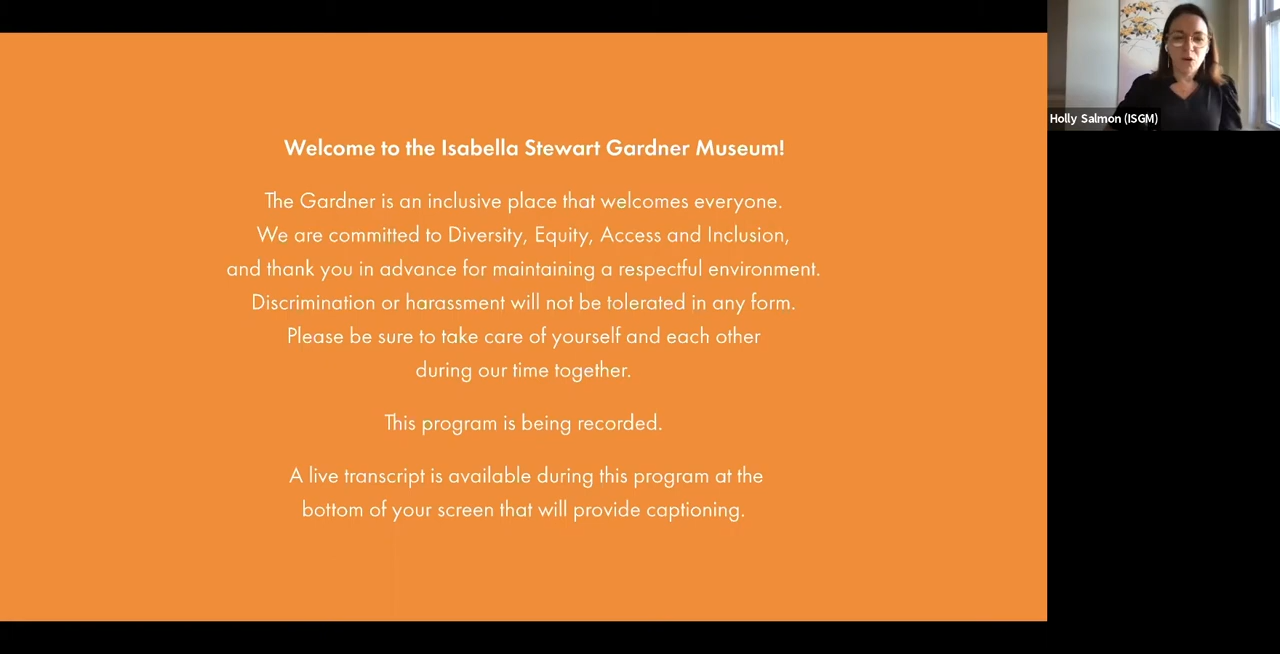 Welcome to the Isabella Stewart Gardner Museum!
The Gardner is an inclusive place that welcomes everyone.
We are committed to Diversity, Equity, Access and Inclusion,
and thank you in advance for maintaining a respectful environment.
Discrimination or harassment will not be tolerated in any form.
Please be sure to take care of yourself and each other
during our time together.
This program is being recorded.
A live transcript is available during this program at the
bottom of your screen that will provide captioning.
Holly Salmon (ISGM)